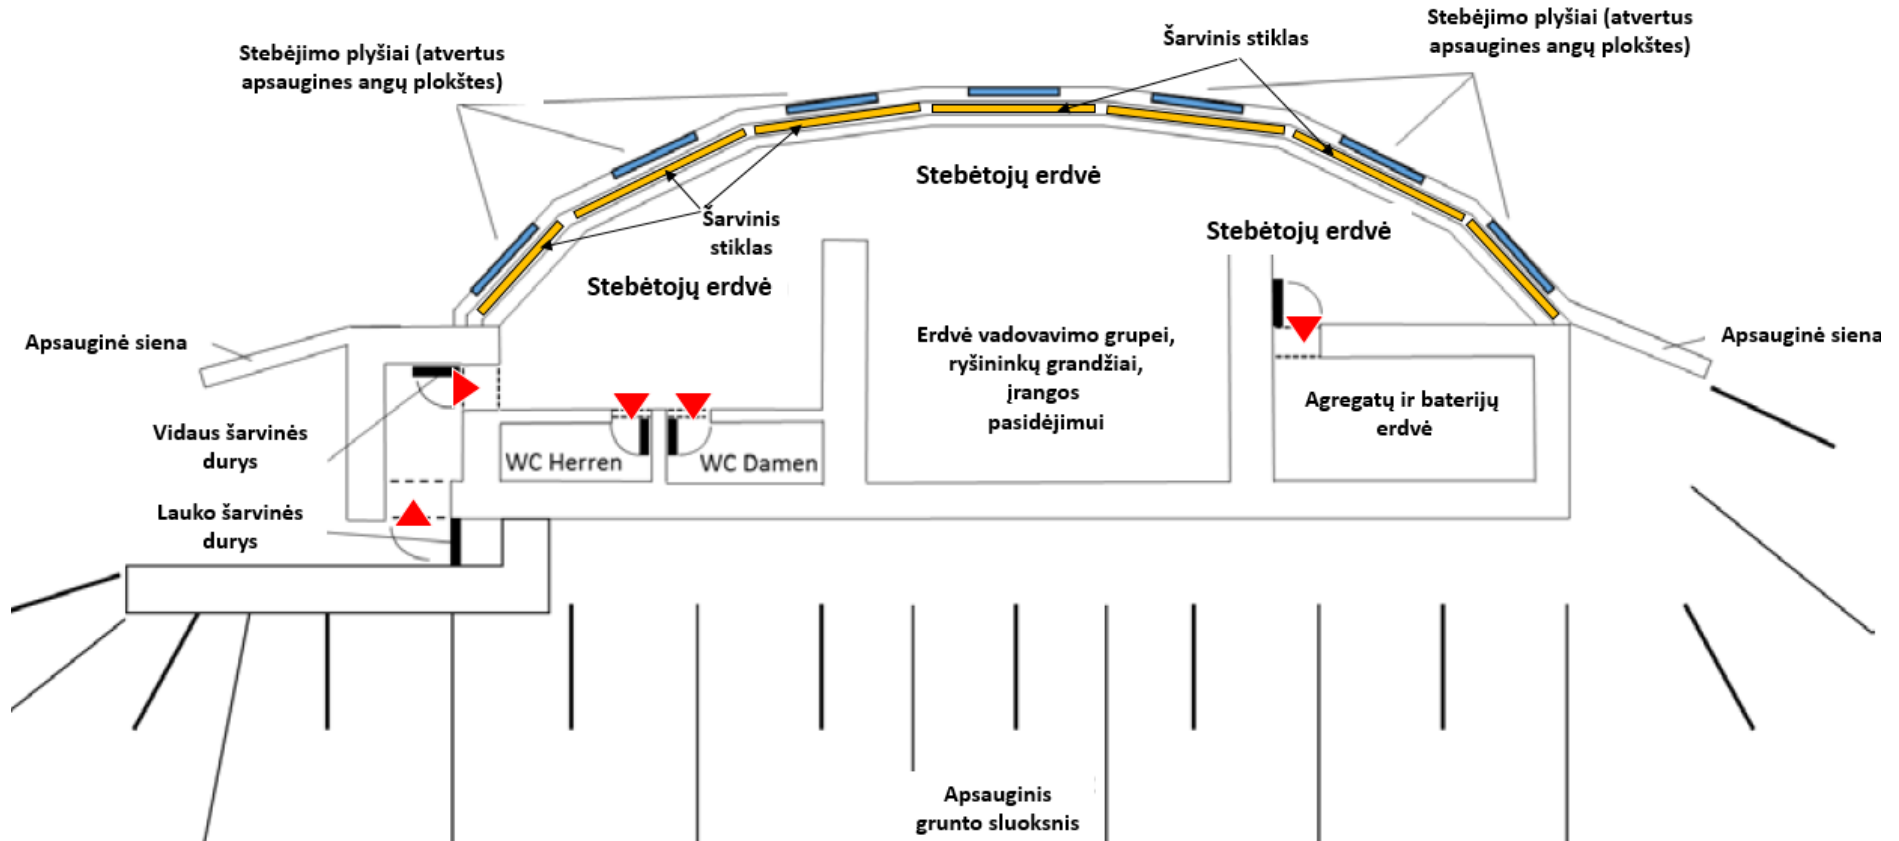 Stebėjimo plyšiai (atvertus
apsaugines angų plokštes)
Šarvinis stiklas
Stebėjimo plyšiai (atvertus
apsaugines angų plokštes)
Stebėtojų erdvė
Šarvinis
stiklas
Stebėtojų erdvė
Stebėtojų erdvė
Apsauginė siena
Erdvė vadovavimo grupei,
ryšininkų grandžiai,
įrangos
pasidėjimui
Apsauginė siena
Agregatų ir baterijų
erdvė
Vidaus šarvinės
durys
WC Herren
WC Damen
Lauko šarvinės
durys
Apsauginis
grunto sluoksnis